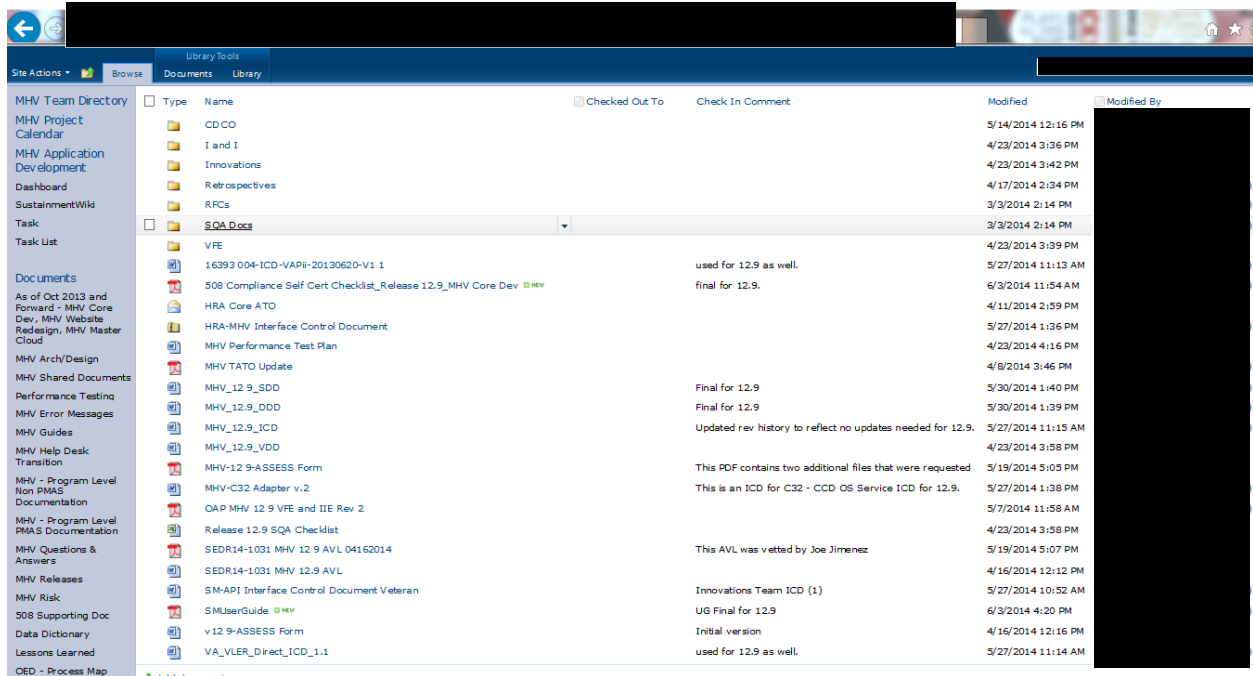 Library Tools
Site Actions
Browse
Documents
Library
MHV Team Directory
MHV Project
Calendar
MHV Application
Development
Dashboard
SustainmentWiki
Task
Task List
Documents
As of Oct 2013 and
Forward - MHV Core
Dev, MHV Website
Redesign, MHV Master
Cloud
MHV Arch/Design
MHV Shared Documents
Performance Testing
MHV Error Messages
MHV Guides
MHV Help Desk
Transition
MHV - Program Level
Non PMAS
Documentation
MHV - Program Level
PMAS Documentation
MHV Questions &
Answers
MHV Releases
MHV Risk
508 Supporting Doc
Data Dictionary
Lessons Learned
OED - Process Map
Type Name Checked Out To Check In Comment Modified Modified By
CDCO 5/14/2014 12:16 PM
I and I 4/23/2014 3:36 PM
Innovations 4/23/2014 3:42 PM
Retrospectives 4/17/2014 2:34 PM
RFCs 3/3/2014 2:14 PM
SQA Docs 3/3/2014 2:14 PM
VFE 4/23/2014 3:39 PM
16393 004-ICD-VAPii-20130620-V1 1 used for 12.9 as well. 5/27/2014 11:13 AM
508 Compliance Self Cert Checklist_Release 12.9_MHV Core Dev NEW final for 12.9. 6/3/2014 11:54 AM
HRA Core ATO 4/11/2014 2:59 PM
HRA-MHV Interface Control Document 5/27/2014 1:36 PM
MHV Performance Test Plan 4/23/2014 4:16 PM
MHV TATO Update 4/8/2014 3:46 PM
MHV_12 9_SDD Final for 12.9 5/30/2014 1:40 PM
MHV_12.9_DDD Final for 12.9 5/30/2014 1:39 PM
MHV_12.9_ICD Updated rev history to reflect no updates needed for 12.9. 5/27/2014 11:15 AM
MHV_12.9_VDD 4/23/2014 3:58 PM
MHV-12 9-ASSESS Form This PDF contains two additional files that were requested 5/19/2014 5:05 PM
MHV-C32 Adapter v.2 This is an ICD for C32 - CCD OS Service ICD for 12.9. 5/27/2014 1:38 PM
OAP MHV 12 9 VFE and IIE Rev 2 5/7/2014 11:58 AM
Release 12.9 SQA Checklist 4/23/2014 3:58 PM
SEDR14-1031 MHV 12 9 AVL 04162014 This AVL was vetted by Joe Jimenez 5/19/2014 5:07 PM
SEDR14-1031 MHV 12.9 AVL 4/16/2014 12:12 PM
SM-API Interface Control Document Veteran Innovations Team ICD (1) 5/27/2014 10:52 AM
SMUserGuide NEW UG Final for 12.9 6/3/2014 4:20 PM
v12 9-ASSESS Form Initial version 4/16/2014 12:16 PM
VA_VLER_Direct_ICD_1.1 used for 12.9 as well. 5/27/2014 11:14 AM